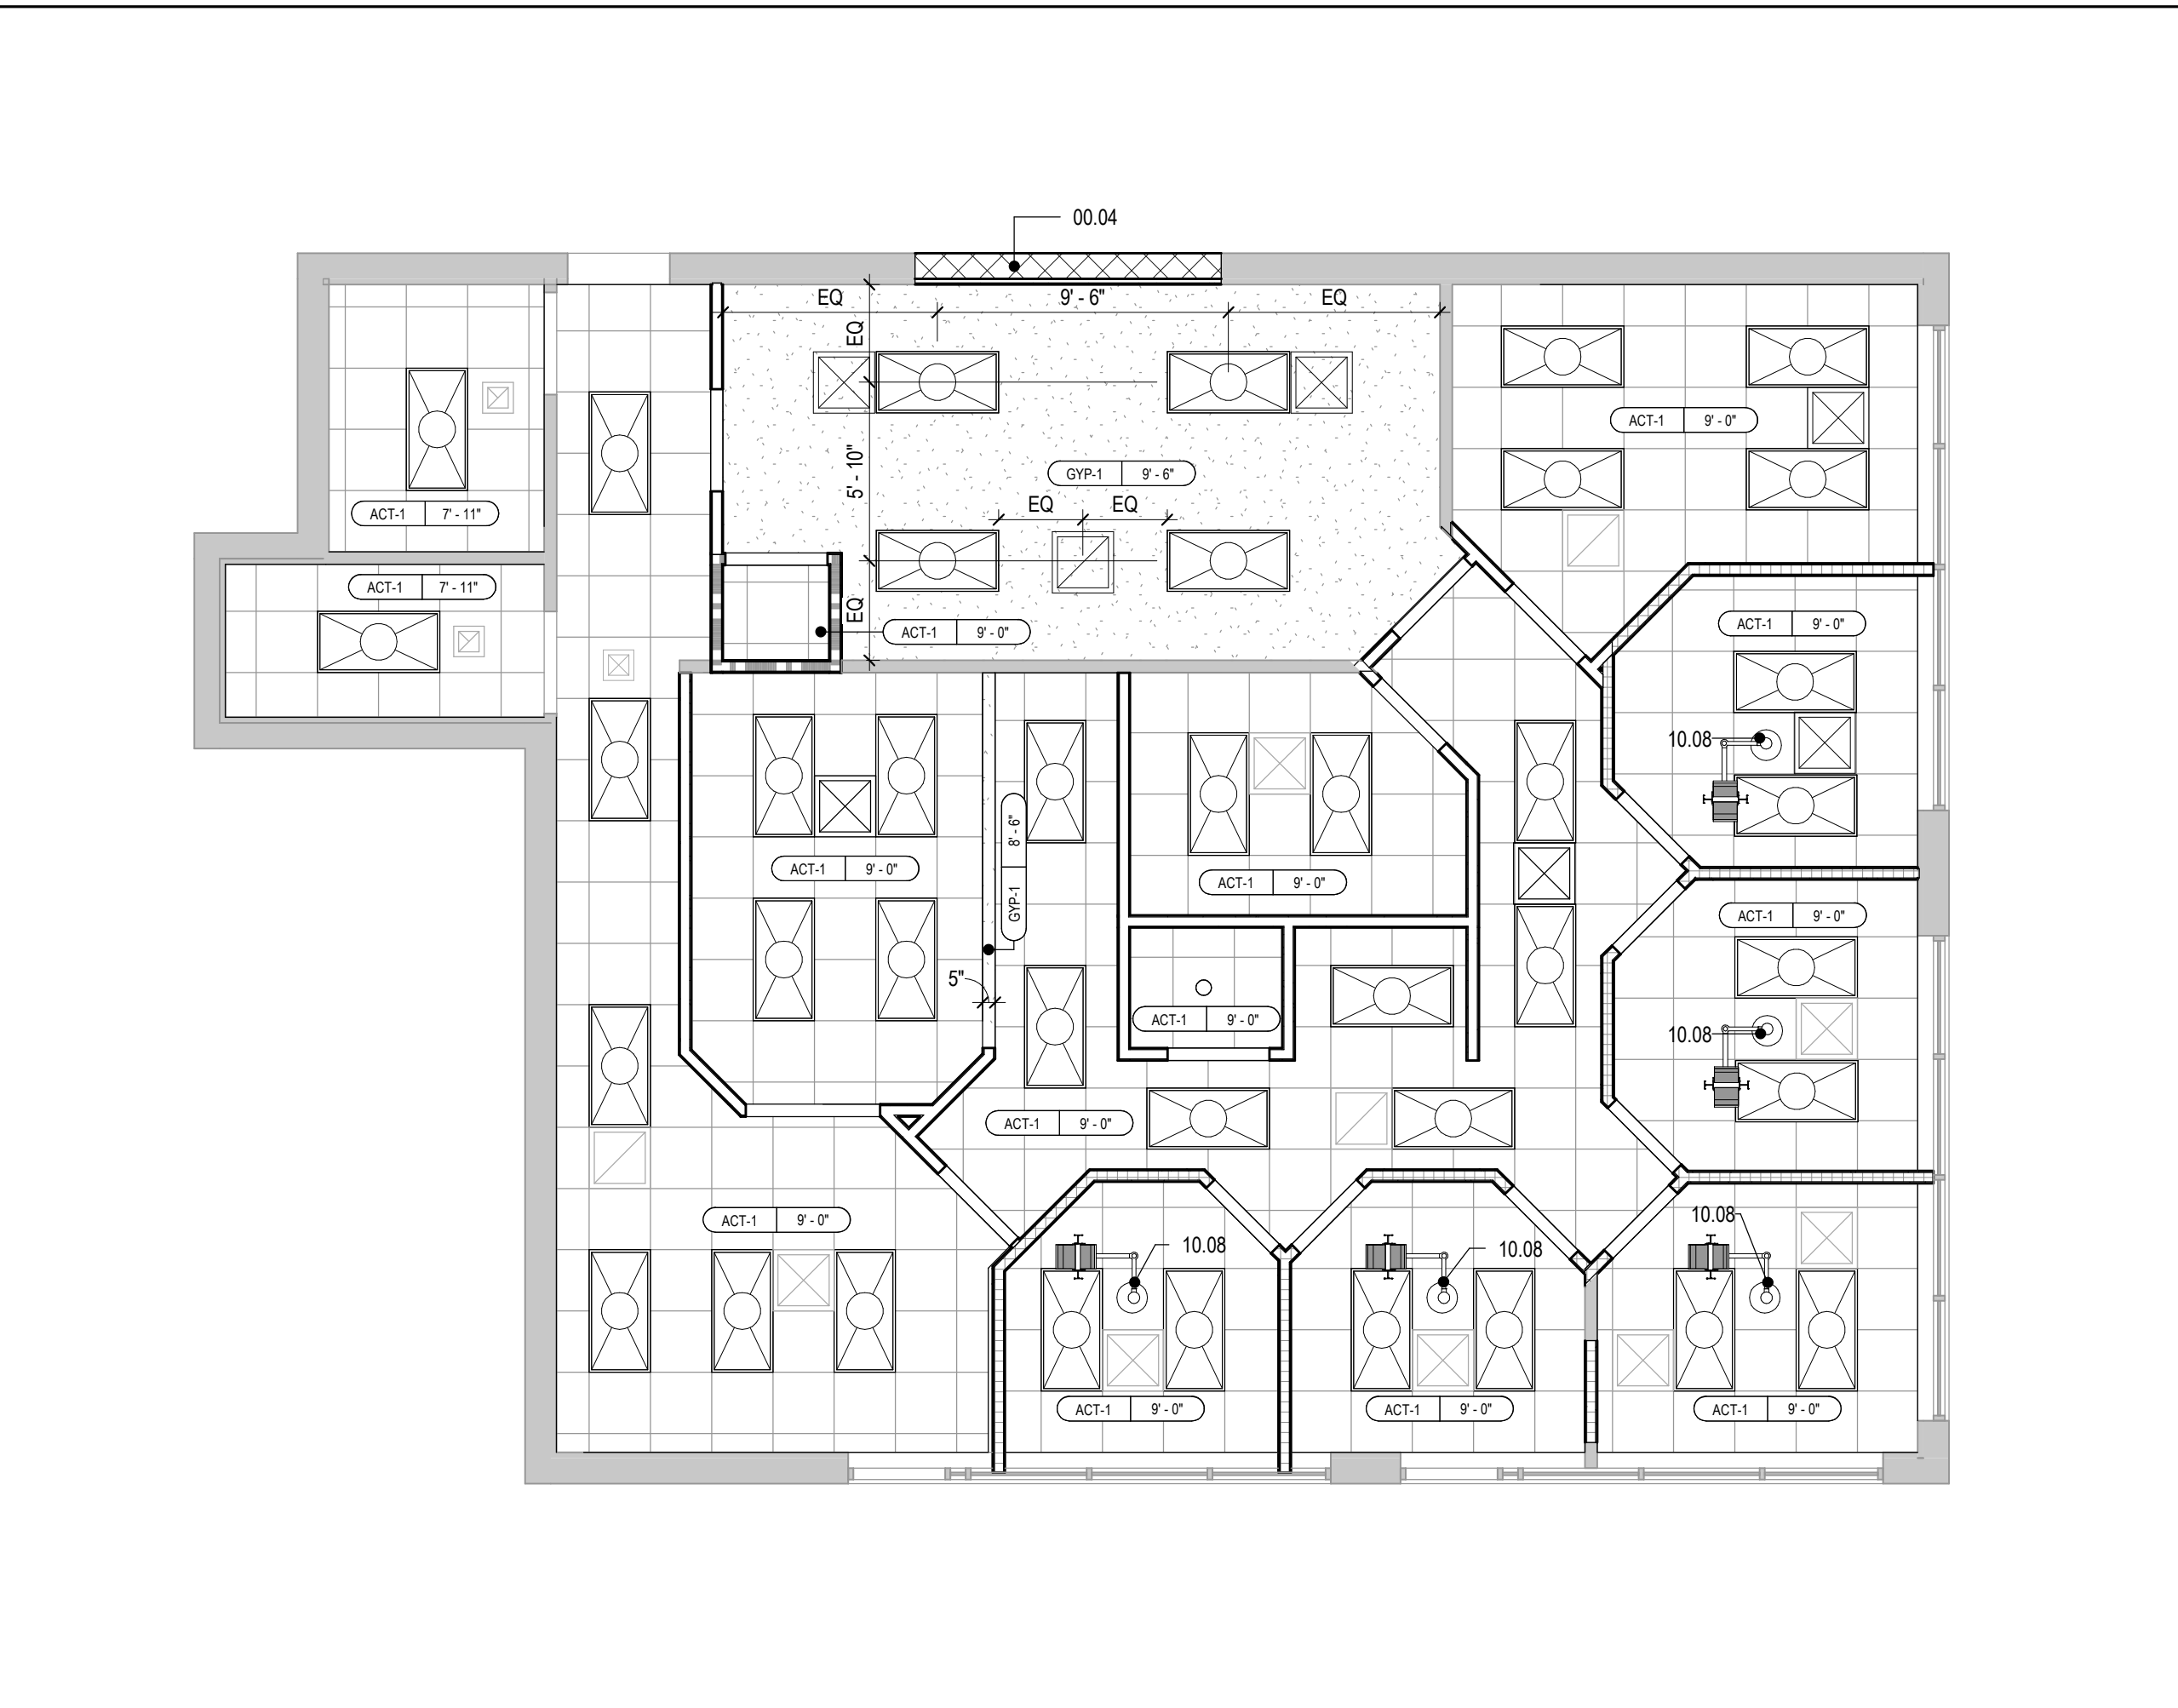 00.04
EQ
9' - 6"
EQ
EQ
ACT-1 9' - 0"
5' - 10"
GYP-1 9' - 6"
EQ
EQ
ACT-1 7' - 11"
ACT-1 7' - 11"
EQ
ACT-1 9' - 0"
ACT-1 9' - 0"
10.08
GYP-1 8' - 6"
ACT-1 9' - 0"
ACT-1 9' - 0"
ACT-1 9' - 0"
5"
ACT-1 9' - 0"
10.08
ACT-1 9' - 0"
ACT-1 9' - 0"
10.08
10.08
10.08
ACT-1 9' - 0"
ACT-1 9' - 0"
ACT-1 9' - 0"